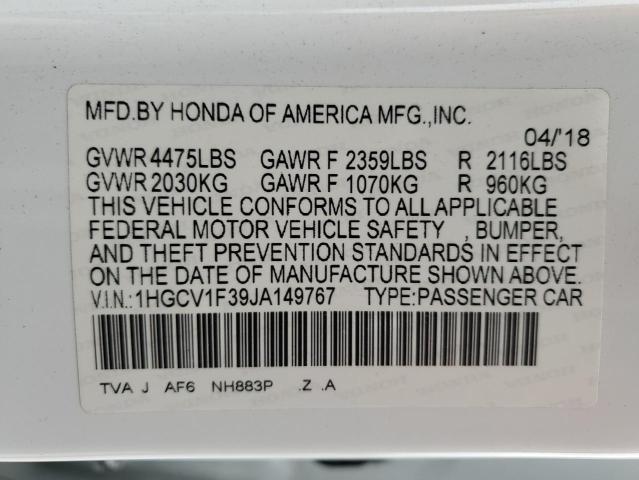 MFD.BY HONDA OF AMERICA MFG.,INC.
04/'18
GVWR 4475LBS GAWR F 2359LBS R 2116LBS
GVWR 2030KG GAWR F 1070KG R 960KG
THIS VEHICLE CONFORMS TO ALL APPLICABLE
FEDERAL MOTOR VEHICLE SAFETY , BUMPER,
AND THEFT PREVENTION STANDARDS IN EFFECT
ON THE DATE OF MANUFACTURE SHOWN ABOVE.
V.I.N.:1HGCV1F39JA149767 TYPE:PASSENGER CAR
TVA J AF6 NH883P .Z .A